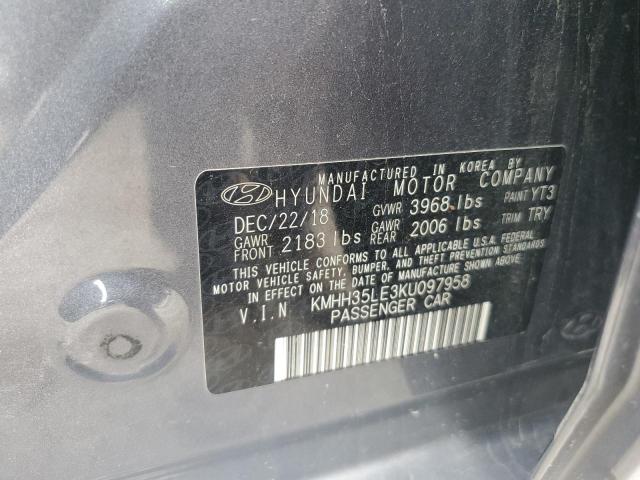 MANUFACTURED IN KOREA BY
HYUNDAI MOTOR COMPANY
DEC/22/18 GVWR 3968 lbs PAINT YT3
GAWR FRONT 2183 lbs GAWR REAR 2006 lbs TRIM TRY
THIS VEHICLE CONFORMS TO ALL APPLICABLE U.S.A. FEDERAL
MOTOR VEHICLE SAFETY, BUMPER, AND THEFT PREVENTION STANDARDS
IN EFFECT ON THE DATE OF MANUFACTURE SHOWN ABOVE
V.I.N KMHH35LE3KU097958
PASSENGER CAR